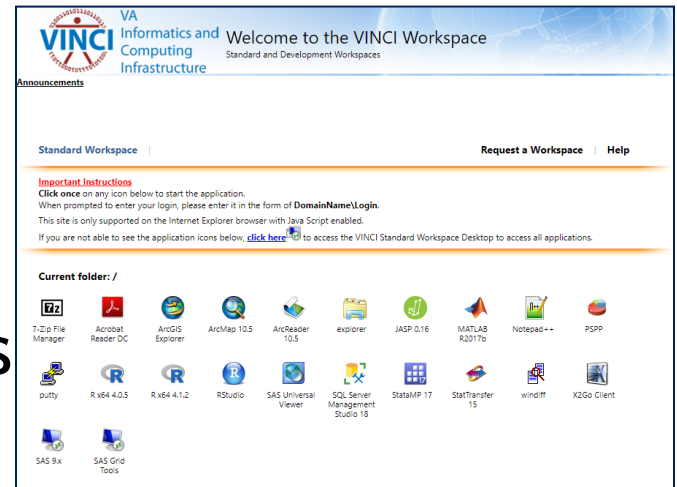 VINCI
VA
Informatics and
Computing
Infrastructure
Welcome to the VINCI Workspace
Standard and Development Workspaces
Announcements
Standard Workspace | Request a Workspace | Help
Important Instructions
Click once on any icon below to start the application.
When prompted to enter your login, please enter it in the form of DomainName\Login.
This site is only supported on the Internet Explorer browser with Java Script enabled.
If you are not able to see the application icons below, click here to access the VINCI Standard Workspace Desktop to access all applications.
Current folder: /
7-Zip File Manager
Acrobat Reader DC
ArcGIS Explorer
ArcMap 10.5
ArcReader 10.5
explorer
JASP 0.16
MATLAB R2017b
Notepad++
PSPP
S
putty
R x64 4.0.5
R x64 4.1.2
RStudio
SAS Universal Viewer
SQL Server Management Studio 18
StataMP 17
StatTransfer 15
windiff
X2Go Client
SAS 9.x
SAS Grid Tools